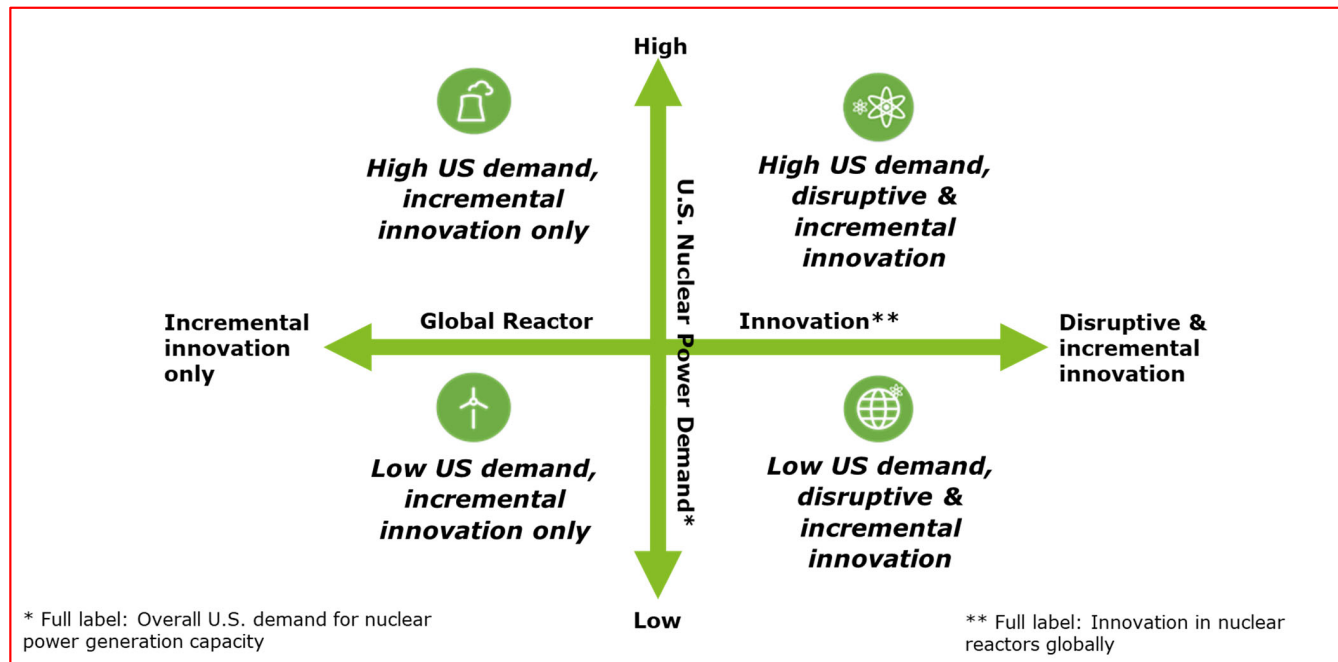 High
High US demand,
incremental
innovation only
High US demand,
disruptive &
incremental
innovation
U.S. Nuclear Power Demand*
Incremental
innovation
only
Global Reactor
Innovation**
Disruptive &
incremental
innovation
Low US demand,
incremental
innovation only
Low US demand,
disruptive &
incremental
innovation
Low
* Full label: Overall U.S. demand for nuclear
power generation capacity
** Full label: Innovation in nuclear
reactors globally